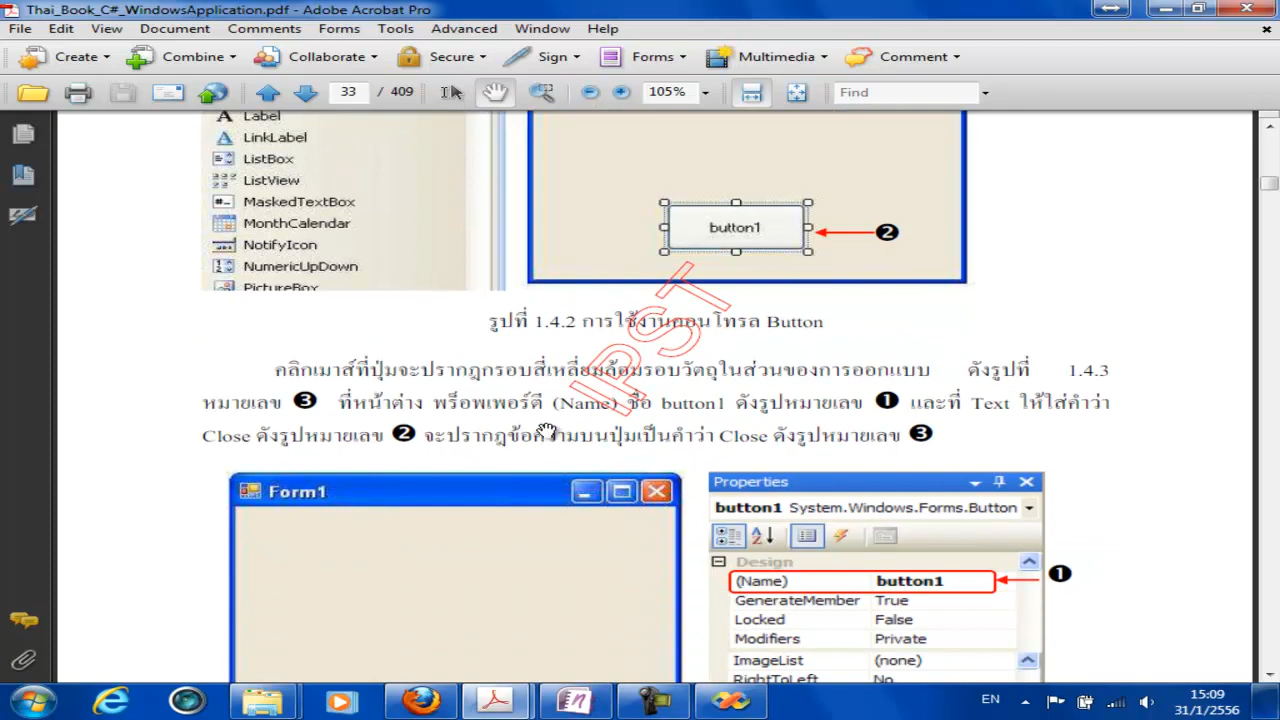 Thai_Book_C#_WindowsApplication.pdf - Adobe Acrobat Pro
File Edit View Document Comments Forms Tools Advanced Window Help
Create Combine Collaborate Secure Sign Forms Multimedia Comment
33 / 409 105% Find
Label
LinkLabel
ListBox
ListView
MaskedTextBox
MonthCalendar
NotifyIcon
NumericUpDown
PictureBox
button1
❷
IPST
รูปที่ 1.4.2 การใช้งานคอนโทรล Button
คลิกเมาส์ที่ปุ่มจะปรากฎกรอบสี่เหลี่ยมล้อมรอบวัตถุในส่วนของการออกแบบ ดังรูปที่ 1.4.3
หมายเลข ❸ ที่หน้าต่าง พร็อพเพอร์ตี (Name) ชื่อ button1 ดังรูปหมายเลข ❶ และที่ Text ให้ใส่คำว่า
Close ดังรูปหมายเลข ❷ จะปรากฎข้อความบนปุ่มเป็นคำว่า Close ดังรูปหมายเลข ❸
Form1
Properties
button1 System.Windows.Forms.Button
Design
(Name) button1
❶
GenerateMember True
Locked False
Modifiers Private
ImageList (none)
RightToLeft No
EN
15:09
31/1/2556